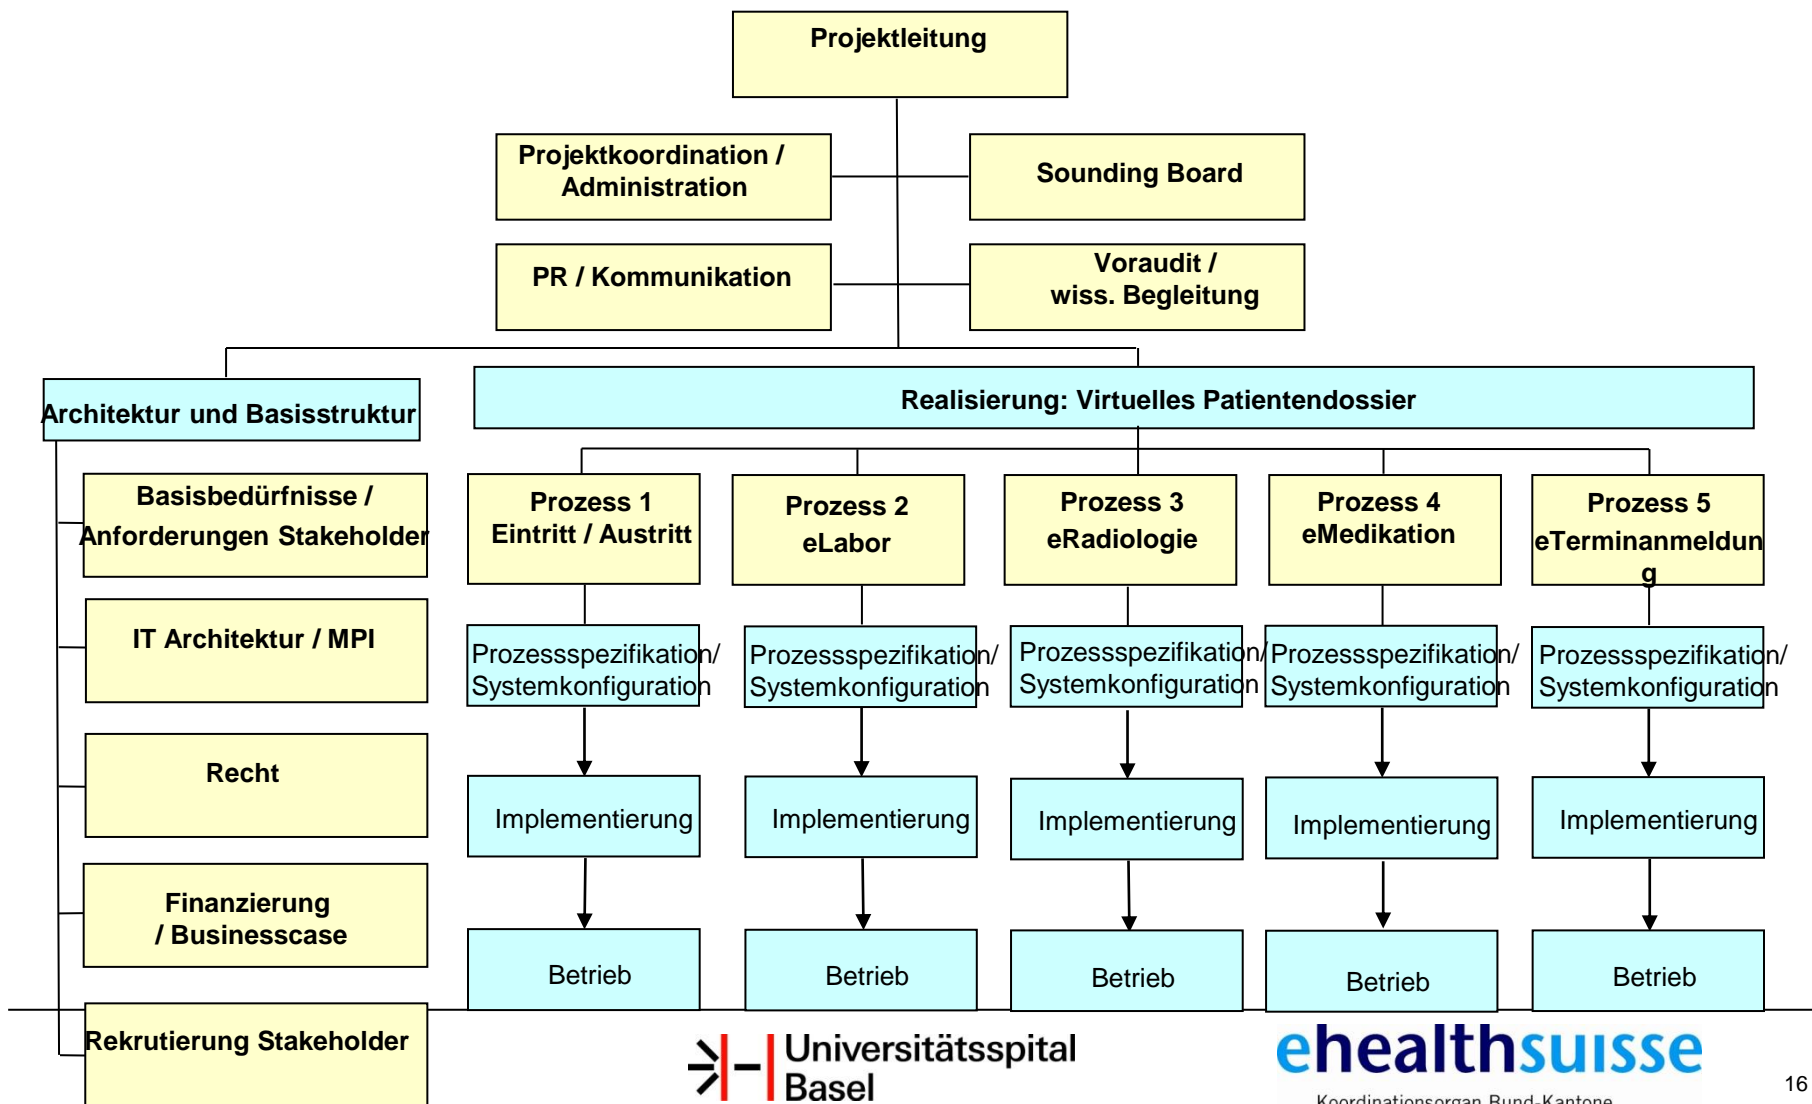 Projektleitung
Projektkoordination /
Administration
Sounding Board
PR / Kommunikation
Voraudit /
wiss. Begleitung
Architektur und Basisstruktur
Realisierung: Virtuelles Patientendossier
Basisbedürfnisse /
Anforderungen Stakeholder
IT Architektur / MPI
Recht
Finanzierung
/ Businesscase
Rekrutierung Stakeholder
Prozess 1
Eintritt / Austritt
Prozessspezifikation/
Systemkonfiguration
Implementierung
Betrieb
Prozess 2
eLabor
Prozessspezifikation/
Systemkonfiguration
Implementierung
Betrieb
Prozess 3
eRadiologie
Prozessspezifikation/
Systemkonfiguration
Implementierung
Betrieb
Prozess 4
eMedikation
Prozessspezifikation/
Systemkonfiguration
Implementierung
Betrieb
Prozess 5
eTerminanmeldun
g
Prozessspezifikation/
Systemkonfiguration
Implementierung
Betrieb
Universitätsspital
Basel
ehealthsuisse
Koordinationsorgan Bund-Kantone
16